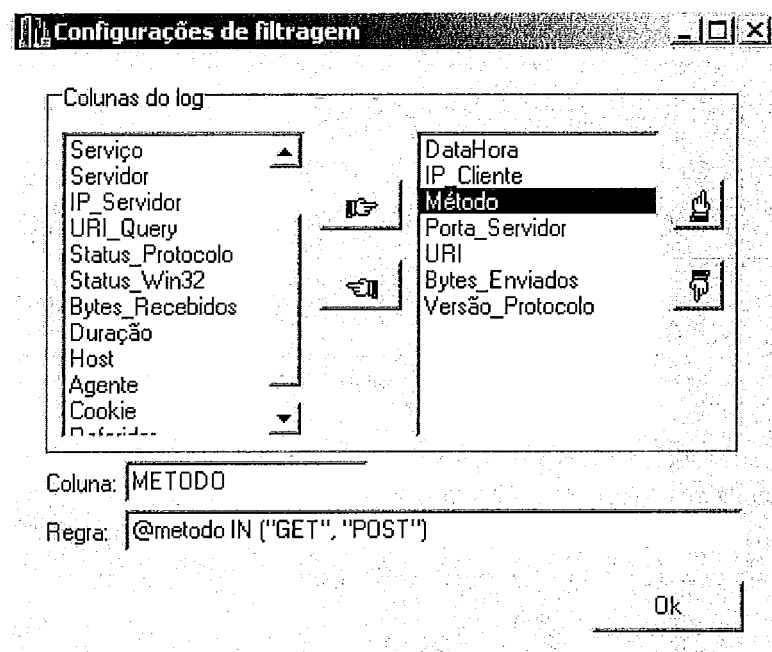 Configurações de filtragem
Colunas do log
Serviço
Servidor
IP_Servidor
URI_Query
Status_Protocolo
Status_Win32
Bytes_Recebidos
Duração
Host
Agente
Cookie
DataHora
IP_Cliente
Método
Porta_Servidor
URI
Bytes_Enviados
Versão_Protocolo
Coluna: METODO
Regra: @metodo IN ("GET", "POST")
Ok